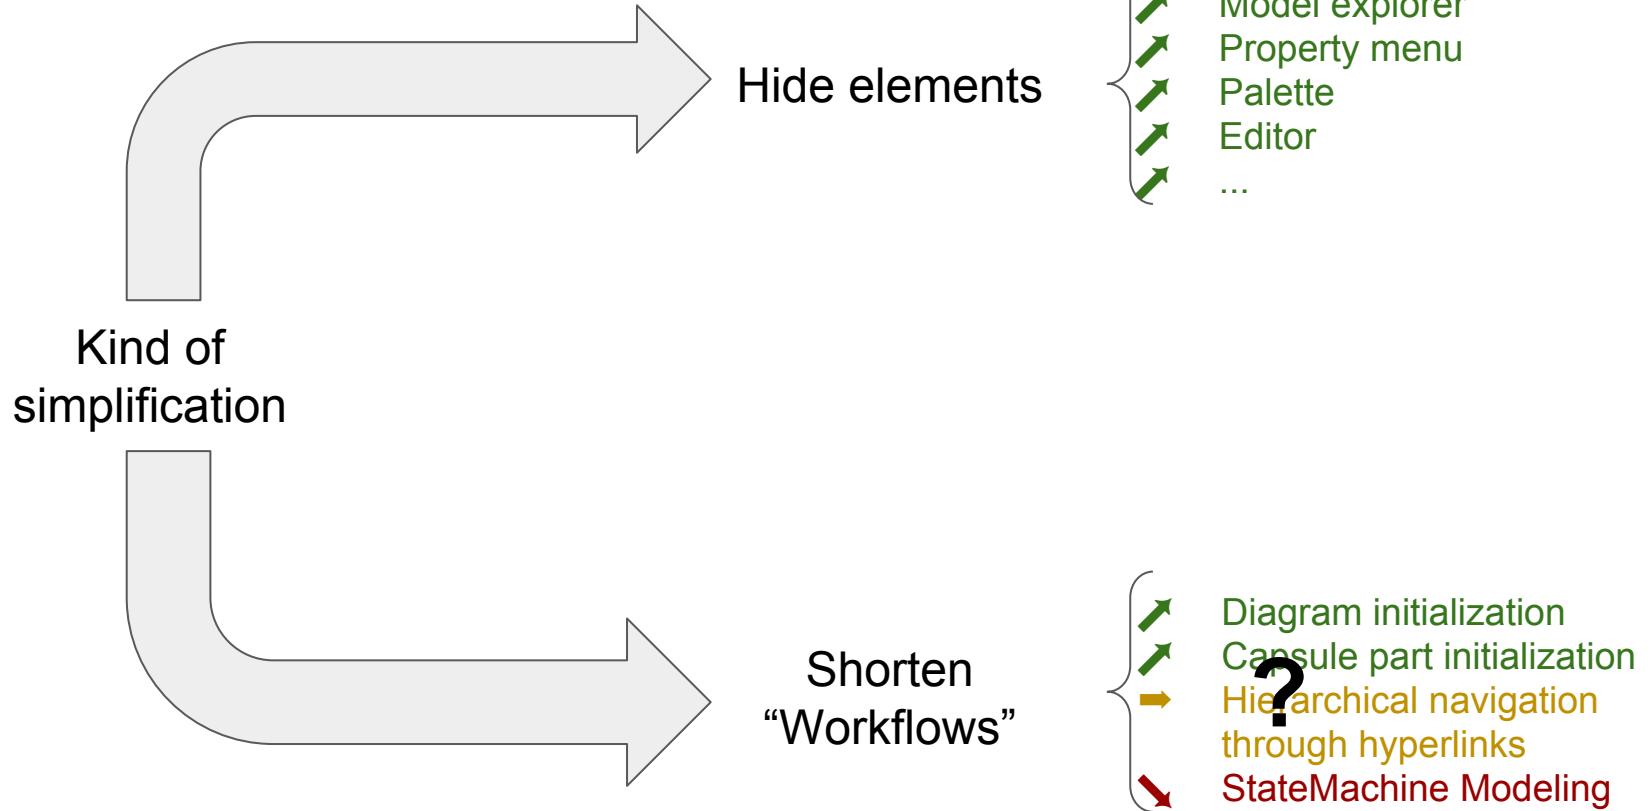 Model explorer
Property menu
Hide elements
Palette
Editor
...
Kind of
simplification
Diagram initialization
Shorten
“Workflows”
Capsule part initialization
?
Hierarchical navigation
through hyperlinks
StateMachine Modeling